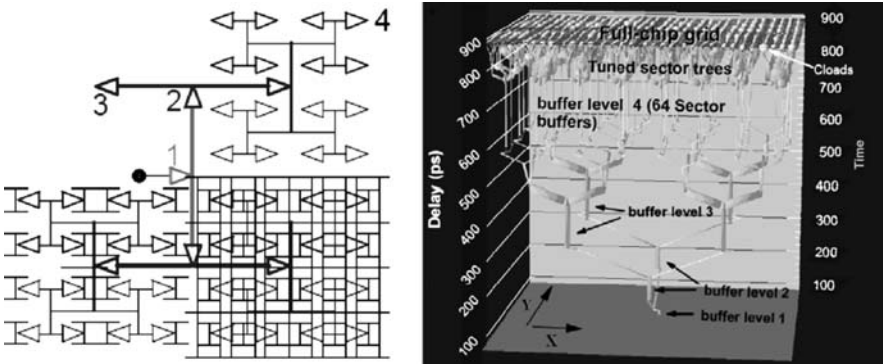 4
3
2
1
Full-chip grid
Tuned sector trees
Cloads
buffer level 4 (64 Sector
buffers)
buffer level 3
buffer level 2
buffer level 1
Delay (ps)
900
800
700
600
500
400
300
200
100
Time
900
800
700
600
500
400
300
200
100
Y
X